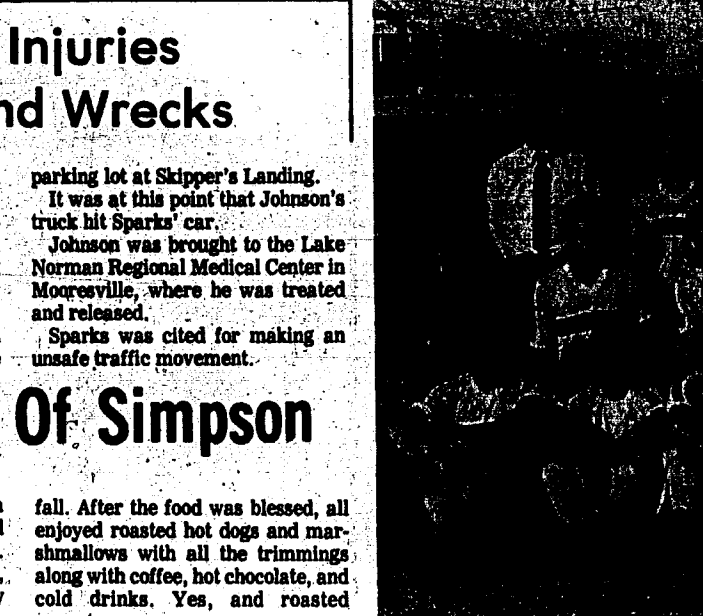 Injuries
nd Wrecks
parking lot at Skipper's Landing.
It was at this point that Johnson's
truck hit Sparks' car.
Johnson was brought to the Lake
Norman Regional Medical Center in
Mooresville, where he was treated
and released.
Sparks was cited for making an
unsafe traffic movement.
Of Simpson
fall. After the food was blessed, all
enjoyed roasted hot dogs and mar-
shmallows with all the trimmings
along with coffee, hot chocolate, and
cold drinks. Yes, and roasted